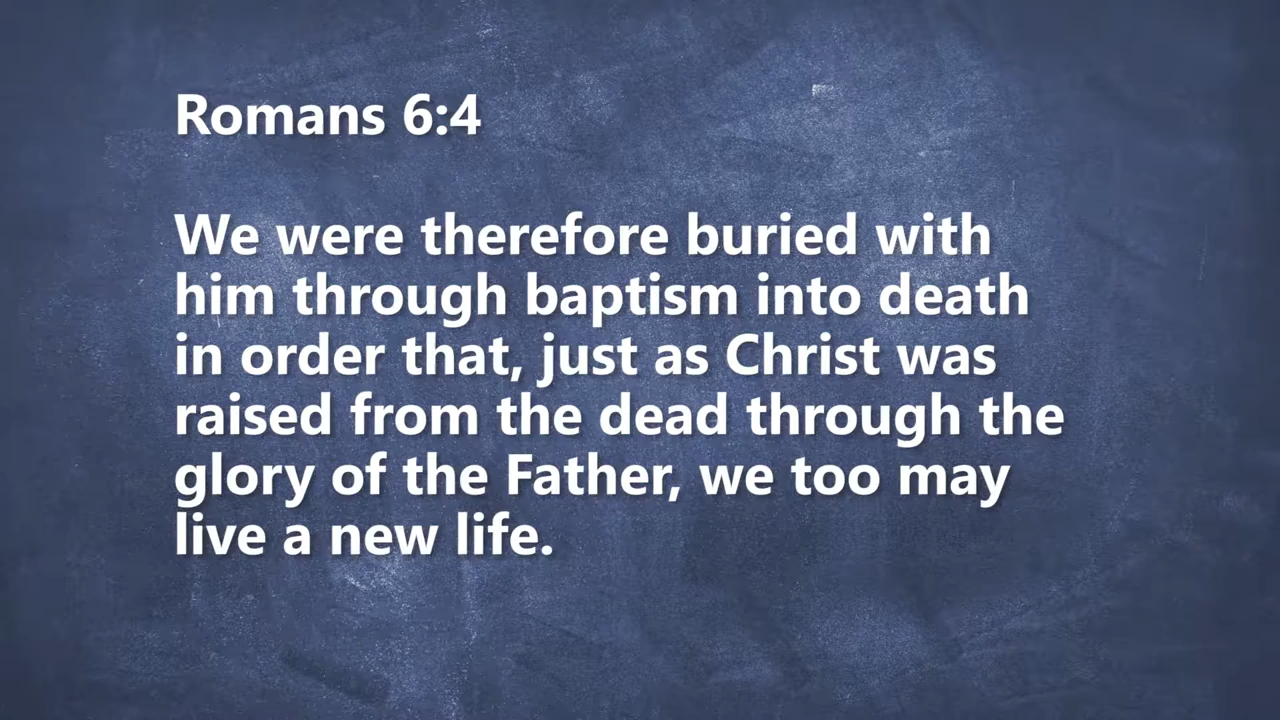 Romans 6:4
We were therefore buried with
him through baptism into death
in order that, just as Christ was
raised from the dead through the
glory of the Father, we too may
live a new life.